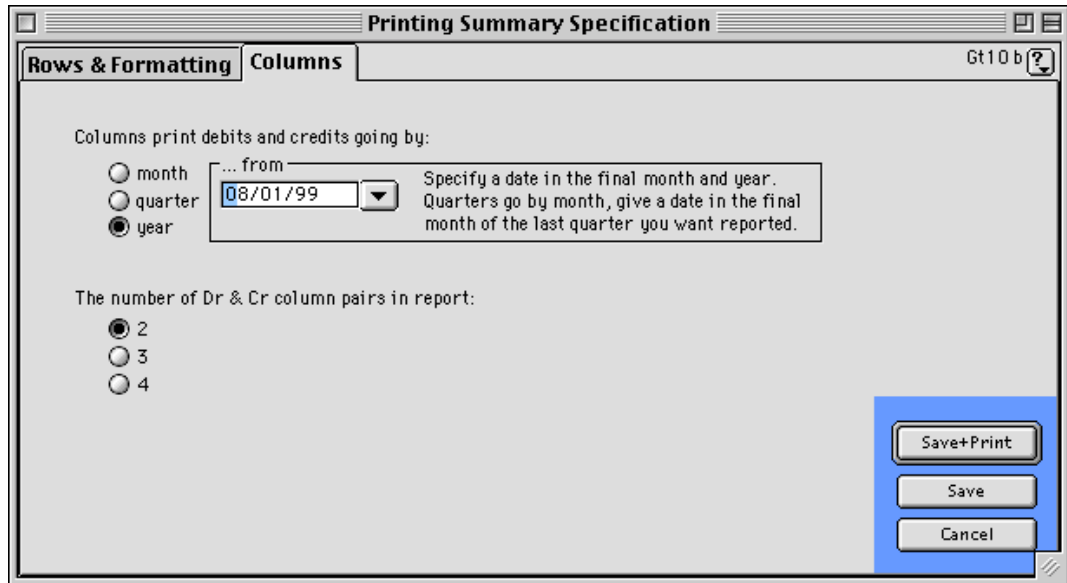 Printing Summary Specification
Rows & Formatting
Columns
Gt10 b
?
Columns print debits and credits going by:
month
quarter
year
... from
08/01/99
Specify a date in the final month and year.
Quarters go by month, give a date in the final
month of the last quarter you want reported.
The number of Dr & Cr column pairs in report:
2
3
4
Save+Print
Save
Cancel